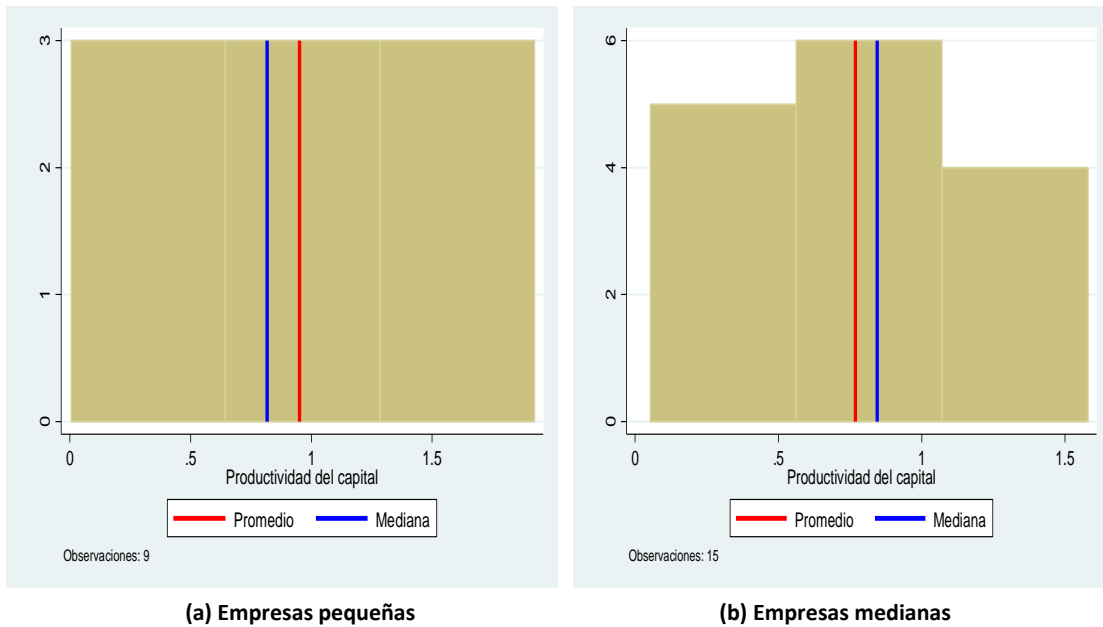 3
2
1
0
0 .5 1 1.5
Productividad del capital
Promedio Mediana
Observaciones: 9
(a) Empresas pequeñas
6
4
2
0
0 .5 1 1.5
Productividad del capital
Promedio Mediana
Observaciones: 15
(b) Empresas medianas